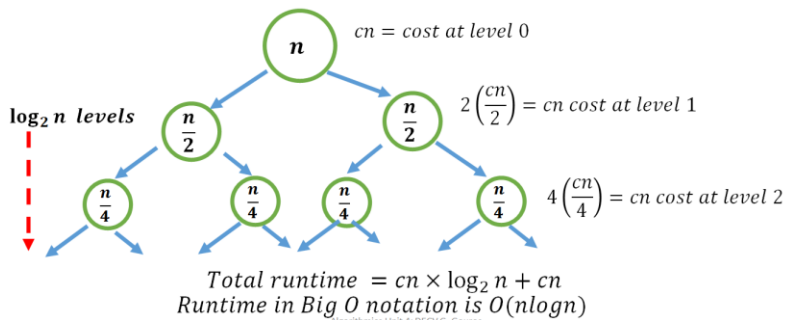 n
cn = cost at level 0
log₂ n levels
n/2
n/2
2(cn/2) = cn cost at level 1
n/4
n/4
n/4
n/4
4(cn/4) = cn cost at level 2
Total runtime = cn × log₂ n + cn
Runtime in Big O notation is O(nlogn)